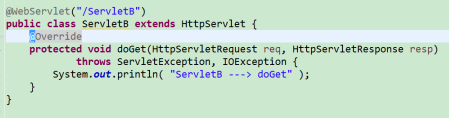 @WebServlet("/ServletB")
public class ServletB extends HttpServlet {
    @Override
    protected void doGet(HttpServletRequest req, HttpServletResponse resp)
            throws ServletException, IOException {
        System.out.println( "ServletB ---> doGet" );
    }
}